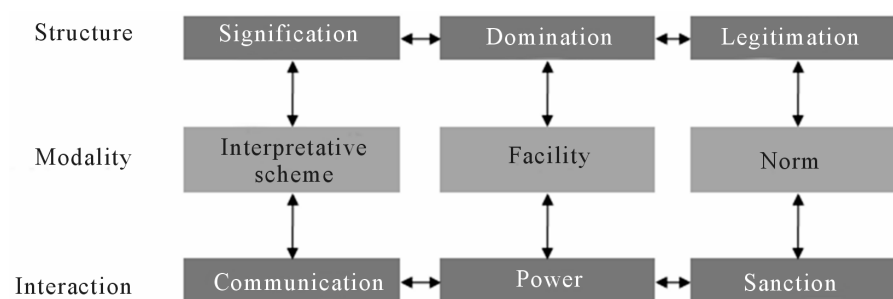 Structure
Signification
Domination
Legitimation
Modality
Interpretative
scheme
Facility
Norm
Interaction
Communication
Power
Sanction